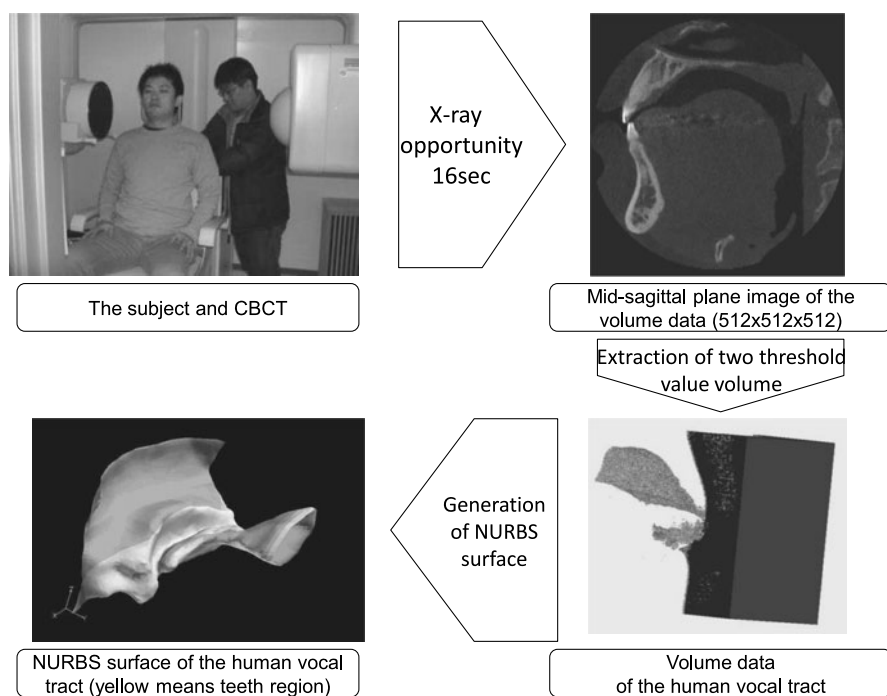 X-ray
opportunity
16sec
The subject and CBCT
Mid-sagittal plane image of the
volume data (512x512x512)
Extraction of two threshold
value volume
Generation
of NURBS
surface
NURBS surface of the human vocal
tract (yellow means teeth region)
Volume data
of the human vocal tract